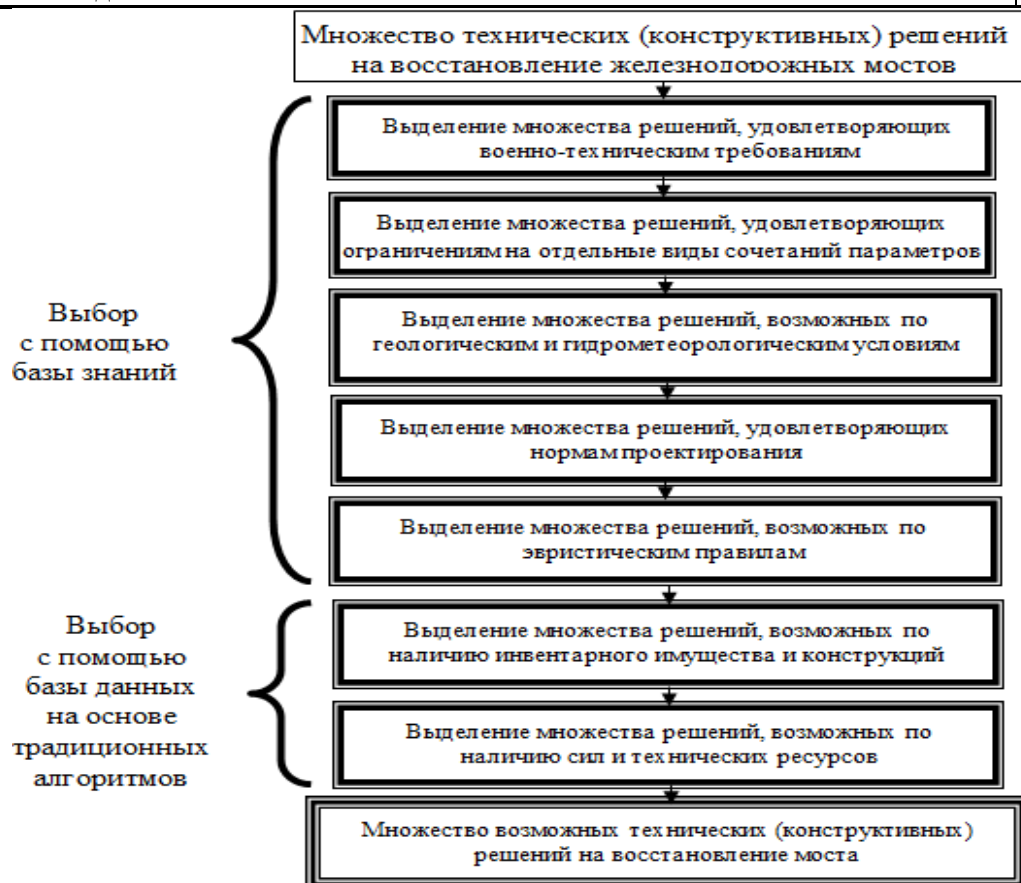 Множество технических (конструктивных) решений
на восстановление железнодорожных мостов
Выделение множества решений, удовлетворяющих
военно-техническим требованиям
Выделение множества решений, удовлетворяющих
ограничениям на отдельные виды сочетаний параметров
Выделение множества решений, возможных по
геологическим и гидрометеорологическим условиям
Выделение множества решений, удовлетворяющих
нормам проектирования
Выделение множества решений, возможных по
эвристическим правилам
Выбор
с помощью
базы знаний
Выделение множества решений, возможных по
наличию инвентарного имущества и конструкций
Выделение множества решений, возможных по
наличию сил и технических ресурсов
Выбор
с помощью
базы данных
на основе
традиционных
алгоритмов
Множество возможных технических (конструктивных)
решений на восстановление моста